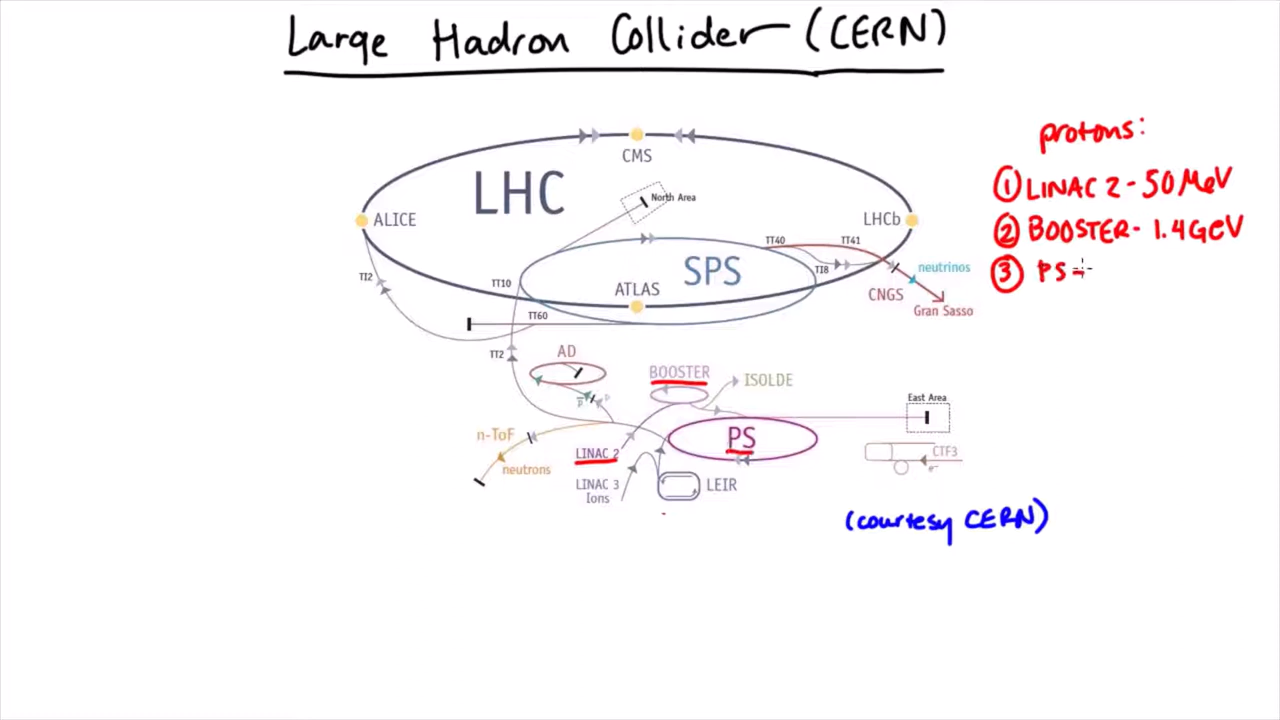 Large Hadron Collider (CERN)
protons:
① LINAC 2 - 50 MeV
② BOOSTER - 1.4 GeV
③ PS -
CMS
LHC
North Area
ALICE
LHCb
TT40
TT41
SPS
TI8
neutrinos
TI2
TT10
ATLAS
CNGS
Gran Sasso
TT60
TT2
AD
BOOSTER
ISOLDE
p̅
p
East Area
n-ToF
PS
LINAC 2
CTF3
e⁻
neutrons
LINAC 3
Ions
LEIR
(courtesy CERN)